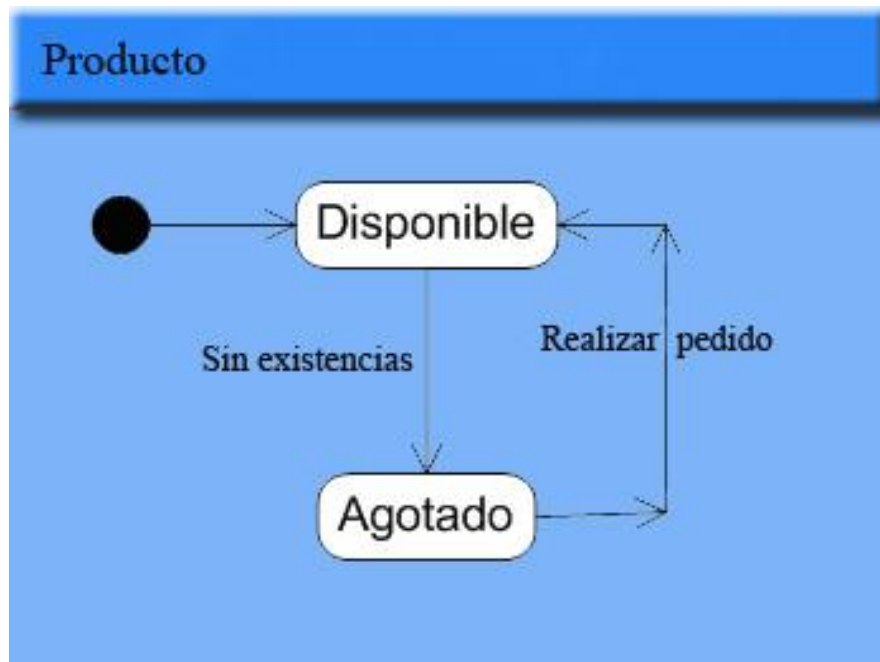 Producto
Disponible
Sin existencias
Realizar pedido
Agotado